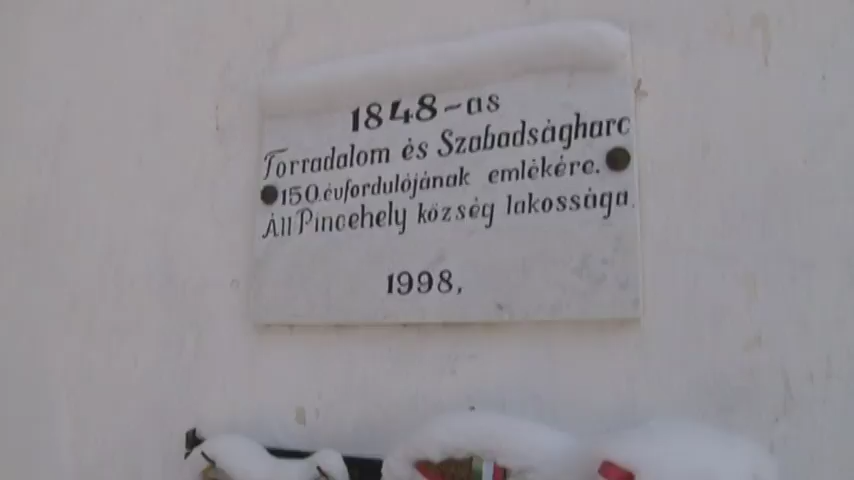 1848-as
Forradalom és Szabadságharc
150.évfordulójának emlékére.
Áll Pincehely község lakossága.
1998,